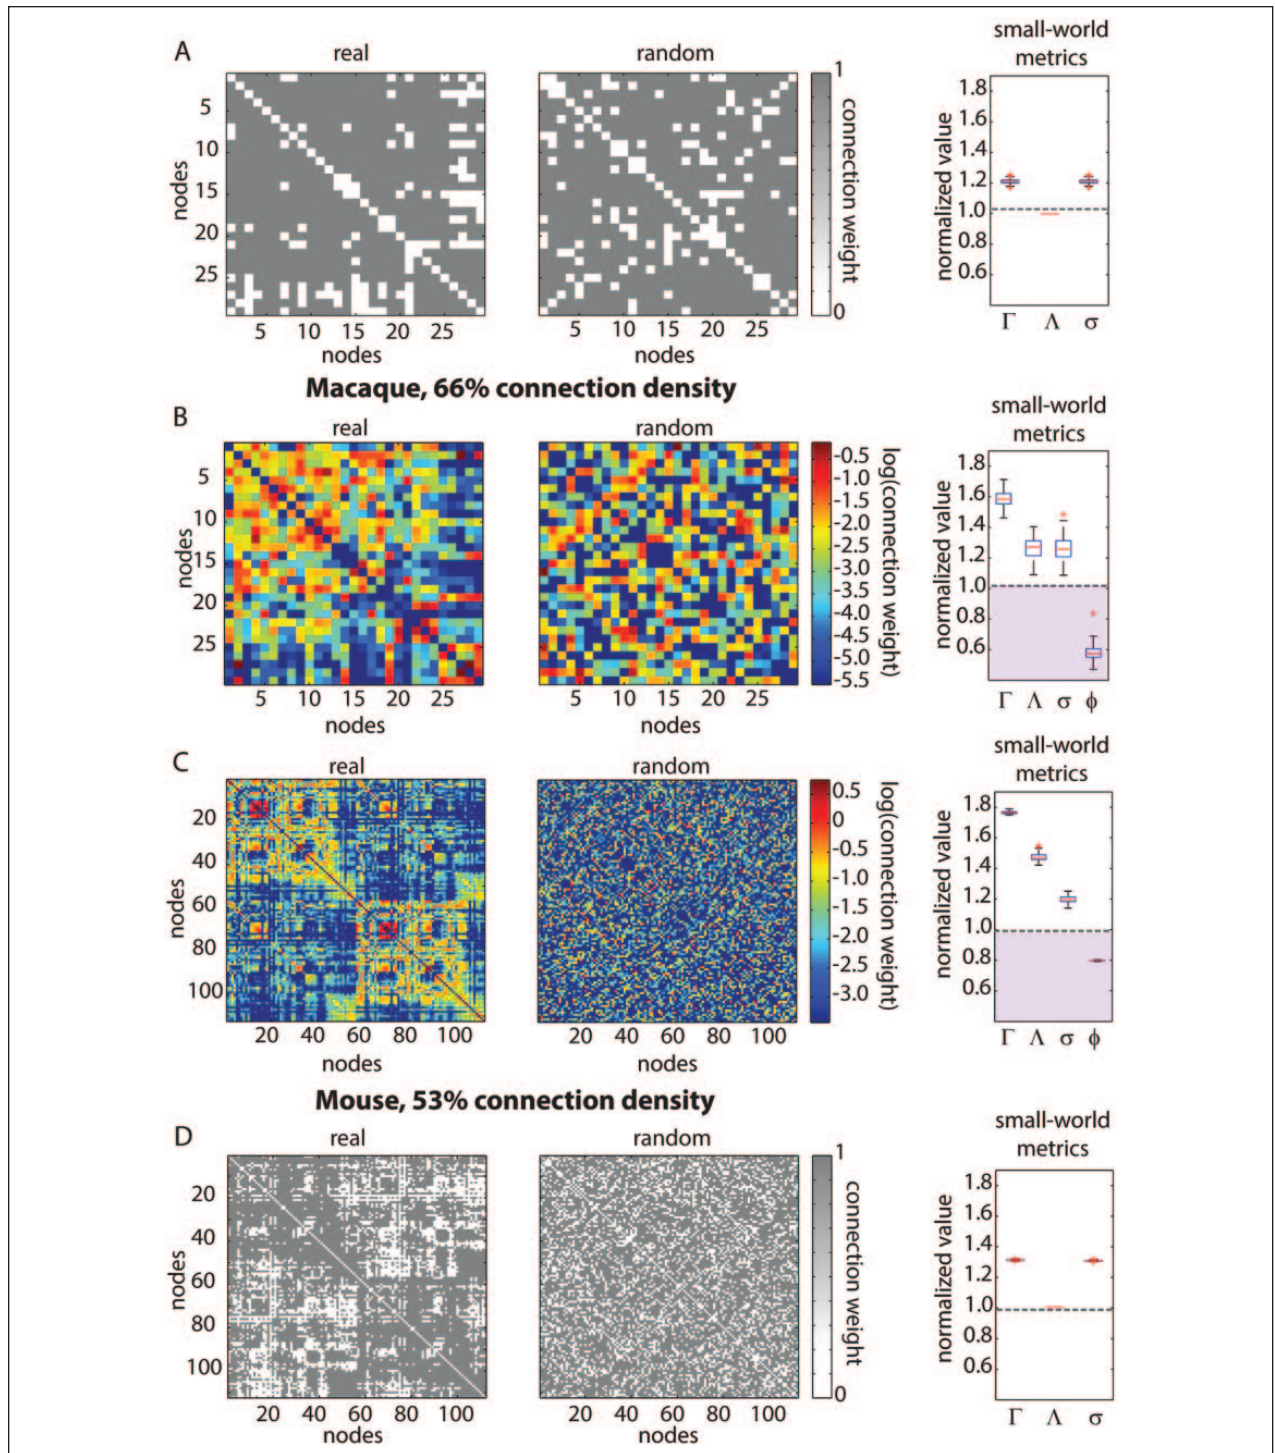 A
real
random
small-world
metrics
nodes
5
10
15
20
25
5 10 15 20 25
nodes
5 10 15 20 25
nodes
1
connection weight
0
normalized value
1.8
1.6
1.4
1.2
1.0
0.8
0.6
Γ Λ σ
Macaque, 66% connection density
B
real
random
small-world
metrics
nodes
5
10
15
20
25
5 10 15 20 25
nodes
5 10 15 20 25
nodes
-0.5
-1.0
-1.5
-2.0
-2.5
-3.0
-3.5
-4.0
-4.5
-5.0
-5.5
log(connection weight)
normalized value
1.8
1.6
1.4
1.2
1.0
0.8
0.6
Γ Λ σ ϕ
C
real
random
small-world
metrics
nodes
20
40
60
80
100
20 40 60 80 100
nodes
20 40 60 80 100
nodes
0.5
0
-0.5
-1.0
-1.5
-2.0
-2.5
-3.0
log(connection weight)
normalized value
1.8
1.6
1.4
1.2
1.0
0.8
0.6
Γ Λ σ ϕ
Mouse, 53% connection density
D
real
random
small-world
metrics
nodes
20
40
60
80
100
20 40 60 80 100
nodes
20 40 60 80 100
nodes
1
connection weight
0
normalized value
1.8
1.6
1.4
1.2
1.0
0.8
0.6
Γ Λ σ